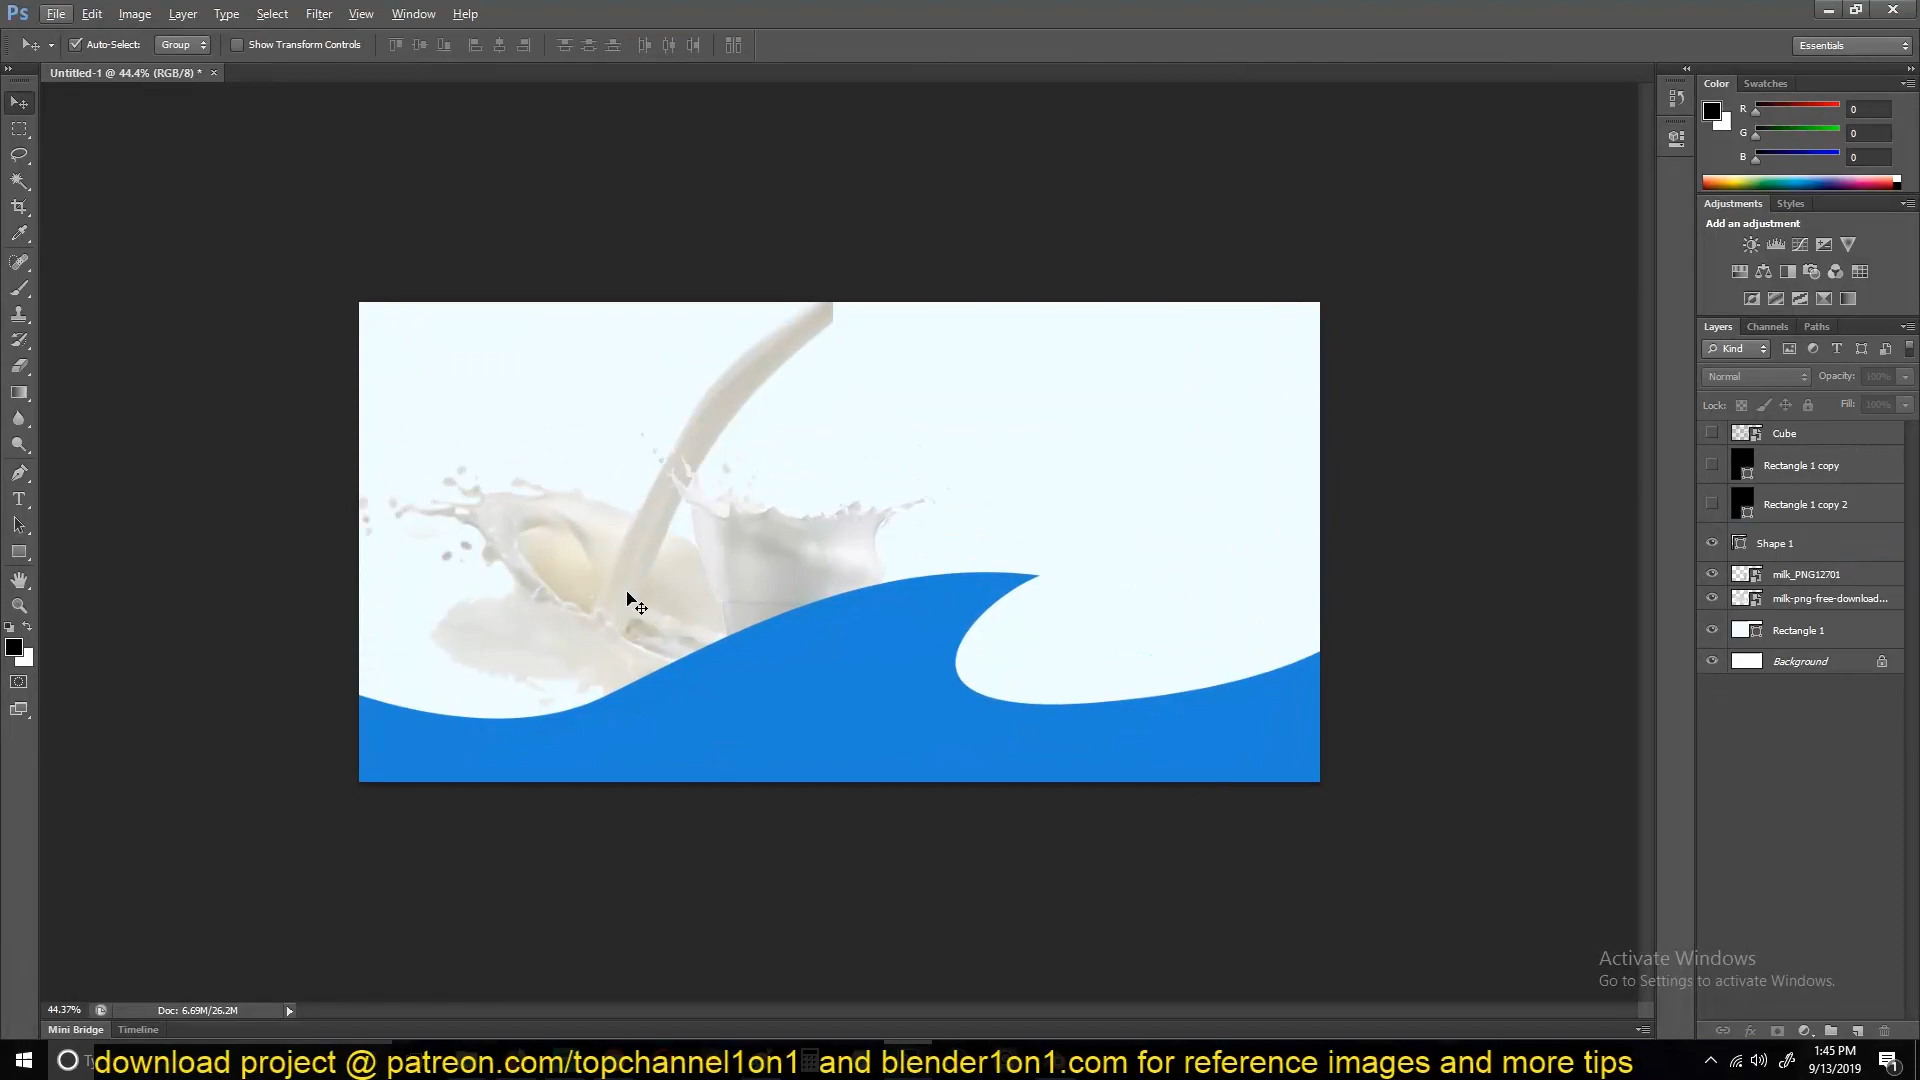 Ps File Edit Image Layer Type Select Filter View Window Help
Auto-Select: Group Show Transform Controls Essentials
Untitled-1 @ 44.4% (RGB/8) *
Color Swatches
R 0
G 0
B 0
Adjustments Styles
Add an adjustment
Layers Channels Paths
Kind
Normal Opacity: 100%
Lock: Fill: 100%
Cube
Rectangle 1 copy
Rectangle 1 copy 2
Shape 1
milk_PNG12701
milk-png-free-download...
Rectangle 1
Background
Activate Windows
Go to Settings to activate Windows.
44.37% Doc: 6.69M/26.2M
Mini Bridge Timeline
download project @ patreon.com/topchannel1on1 and blender1on1.com for reference images and more tips
1:45 PM
9/13/2019
1